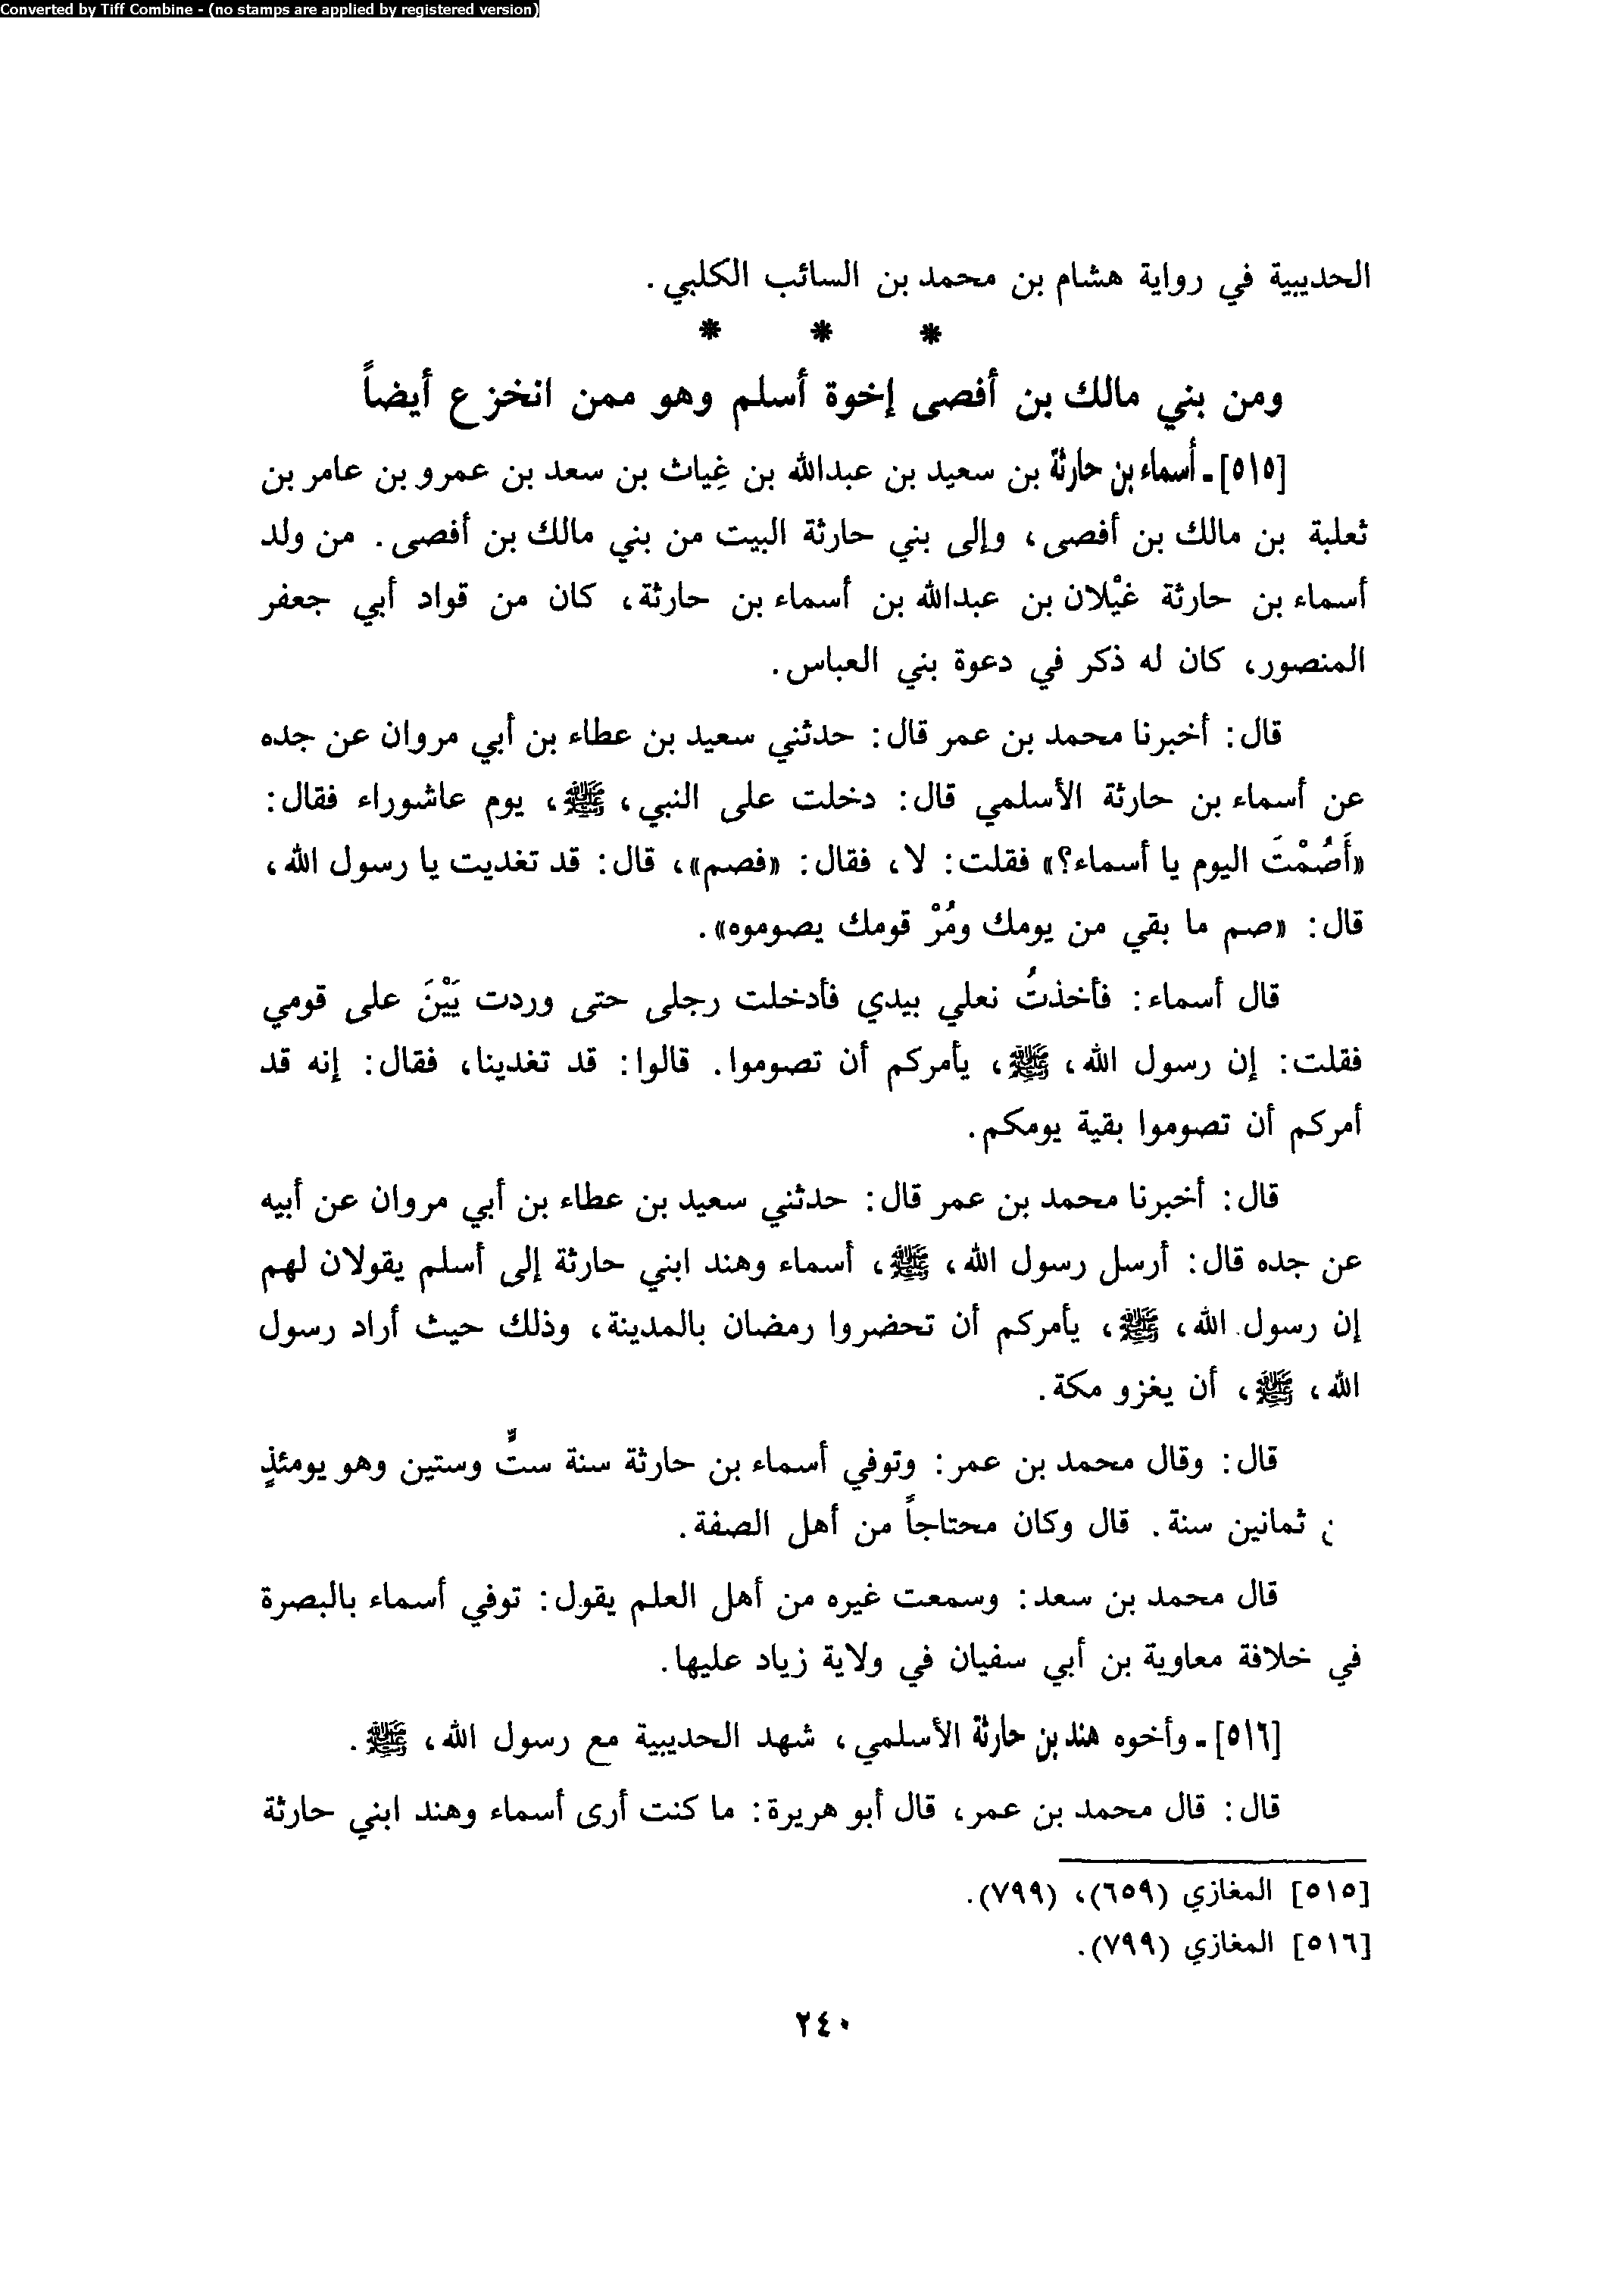 Converted by Tiff Combine - (no stamps are applied by registered version)
الحديبية في رواية هشام بن محمد بن السائب الكلبي.
* * *
ومن بني مالك بن أفصى إخوة أسلم وهو ممن انخزع أيضاً
[٥١٥] ـ أسماء بن حارثة بن سعيد بن عبدالله بن غِياث بن سعد بن عمرو بن عامر بن
ثعلبة بن مالك بن أفصى، وإلى بني حارثة البيت من بني مالك بن أفصى. من ولد
أسماء بن حارثة غيْلان بن عبدالله بن أسماء بن حارثة، كان من قواد أبي جعفر
المنصور، كان له ذكر في دعوة بني العباس.
قال: أخبرنا محمد بن عمر قال: حدثني سعيد بن عطاء بن أبي مروان عن جده
عن أسماء بن حارثة الأسلمي قال: دخلت على النبي، ﷺ، يوم عاشوراء فقال:
«أَصُمْتَ اليوم يا أسماء؟» فقلت: لا، فقال: «فصم»، قال: قد تغديت يا رسول الله،
قال: «صم ما بقي من يومك ومُرْ قومك يصوموه».
قال أسماء: فأخذتُ نعلي بيدي فأدخلت رجلى حتى وردت يَيْنَ على قومي
فقلت: إن رسول الله، ﷺ، يأمركم أن تصوموا. قالوا: قد تغدينا، فقال: إنه قد
أمركم أن تصوموا بقية يومكم.
قال: أخبرنا محمد بن عمر قال: حدثني سعيد بن عطاء بن أبي مروان عن أبيه
عن جده قال: أرسل رسول الله، ﷺ، أسماء وهند ابني حارثة إلى أسلم يقولان لهم
إن رسول الله، ﷺ، يأمركم أن تحضروا رمضان بالمدينة، وذلك حيث أراد رسول
الله، ﷺ، أن يغزو مكة.
قال: وقال محمد بن عمر: وتوفي أسماء بن حارثة سنة ستٍّ وستين وهو يومئذٍ
ثمانين سنة. قال وكان محتاجاً من أهل الصفة.
قال محمد بن سعد: وسمعت غيره من أهل العلم يقول: توفي أسماء بالبصرة
في خلافة معاوية بن أبي سفيان في ولاية زياد عليها.
[٥١٦] ـ وأخوه هند بن حارثة الأسلمي، شهد الحديبية مع رسول الله، ﷺ.
قال: قال محمد بن عمر، قال أبو هريرة: ما كنت أرى أسماء وهند ابني حارثة
[٥١٥] المغازي (٦٥٩)، (٧٩٩).
[٥١٦] المغازي (٧٩٩).
٢٤٠